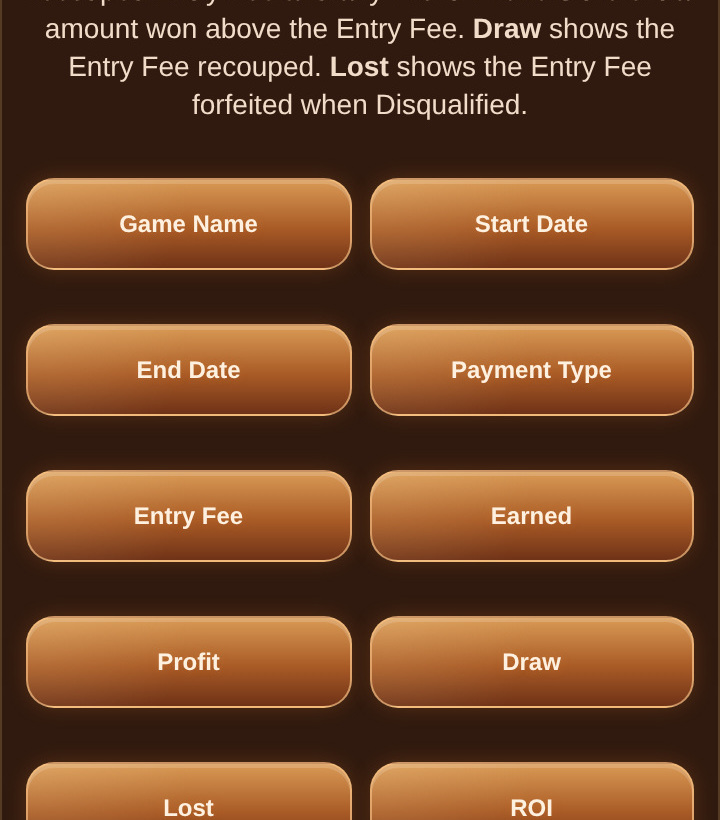 amount won above the Entry Fee. Draw shows the
Entry Fee recouped. Lost shows the Entry Fee
forfeited when Disqualified.
Game Name
Start Date
End Date
Payment Type
Entry Fee
Earned
Profit
Draw
Lost
ROI